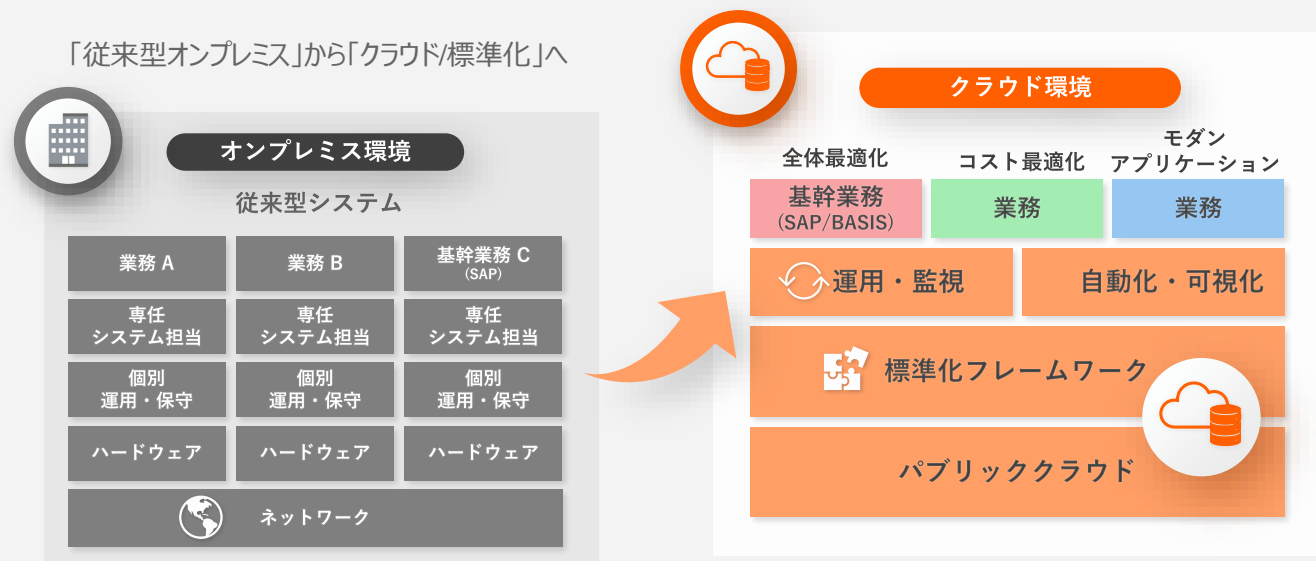 「従来型オンプレミス」から「クラウド/標準化」へ
オンプレミス環境
従来型システム
業務 A
業務 B
基幹業務 C
(SAP)
専任
システム担当
専任
システム担当
専任
システム担当
個別
運用・保守
個別
運用・保守
個別
運用・保守
ハードウェア
ハードウェア
ハードウェア
ネットワーク
クラウド環境
全体最適化
コスト最適化
モダン
アプリケーション
基幹業務
(SAP/BASIS)
業務
業務
運用・監視
自動化・可視化
標準化フレームワーク
パブリッククラウド